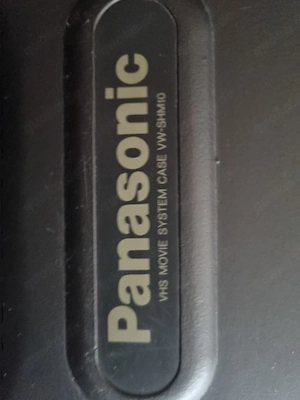 Panasonic
VHS MOVIE SYSTEM CASE VW-SHM10